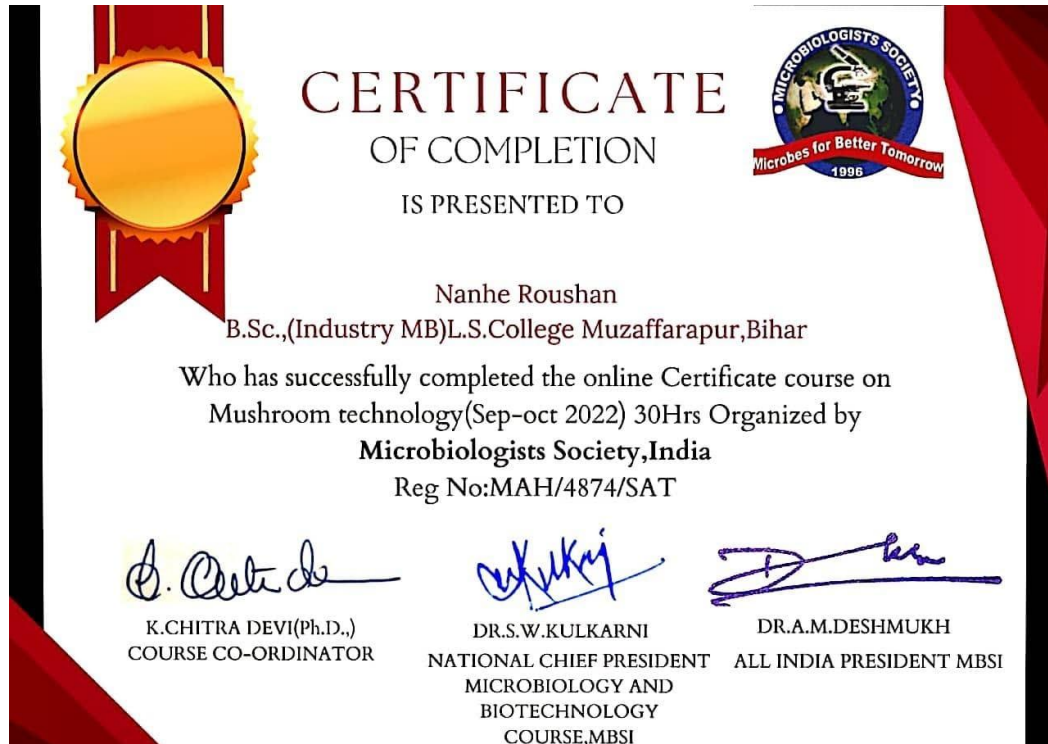 CERTIFICATE
OF COMPLETION
IS PRESENTED TO
MICROBIOLOGISTS SOCIETY
Microbes for Better Tomorrow
1996
Nanhe Roushan
B.Sc.,(Industry MB)L.S.College Muzaffarapur,Bihar
Who has successfully completed the online Certificate course on
Mushroom technology(Sep-oct 2022) 30Hrs Organized by
Microbiologists Society,India
Reg No:MAH/4874/SAT
K.CHITRA DEVI(Ph.D.,)
COURSE CO-ORDINATOR
DR.S.W.KULKARNI
NATIONAL CHIEF PRESIDENT
MICROBIOLOGY AND
BIOTECHNOLOGY
COURSE,MBSI
DR.A.M.DESHMUKH
ALL INDIA PRESIDENT MBSI